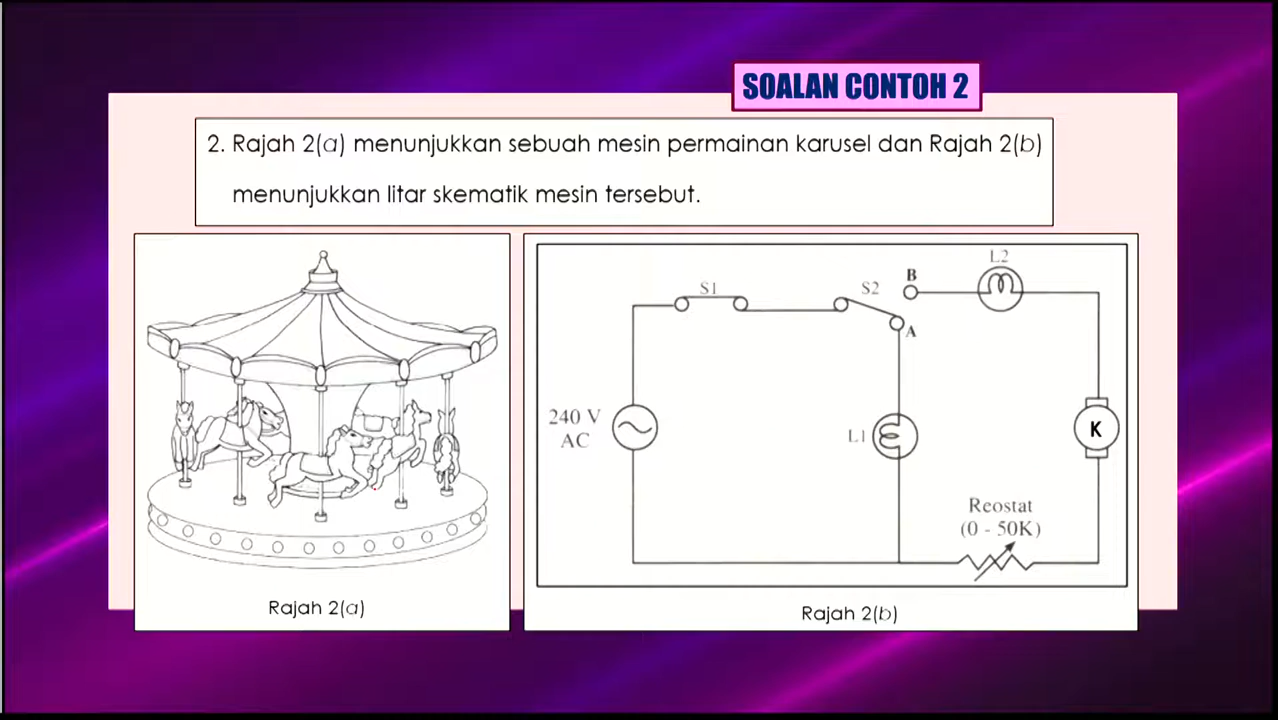 SOALAN CONTOH 2
2. Rajah 2(a) menunjukkan sebuah mesin permainan karusel dan Rajah 2(b)
menunjukkan litar skematik mesin tersebut.
Rajah 2(a)
S1
S2
B
L2
A
240 V
AC
L1
K
Reostat
(0 - 50K)
Rajah 2(b)